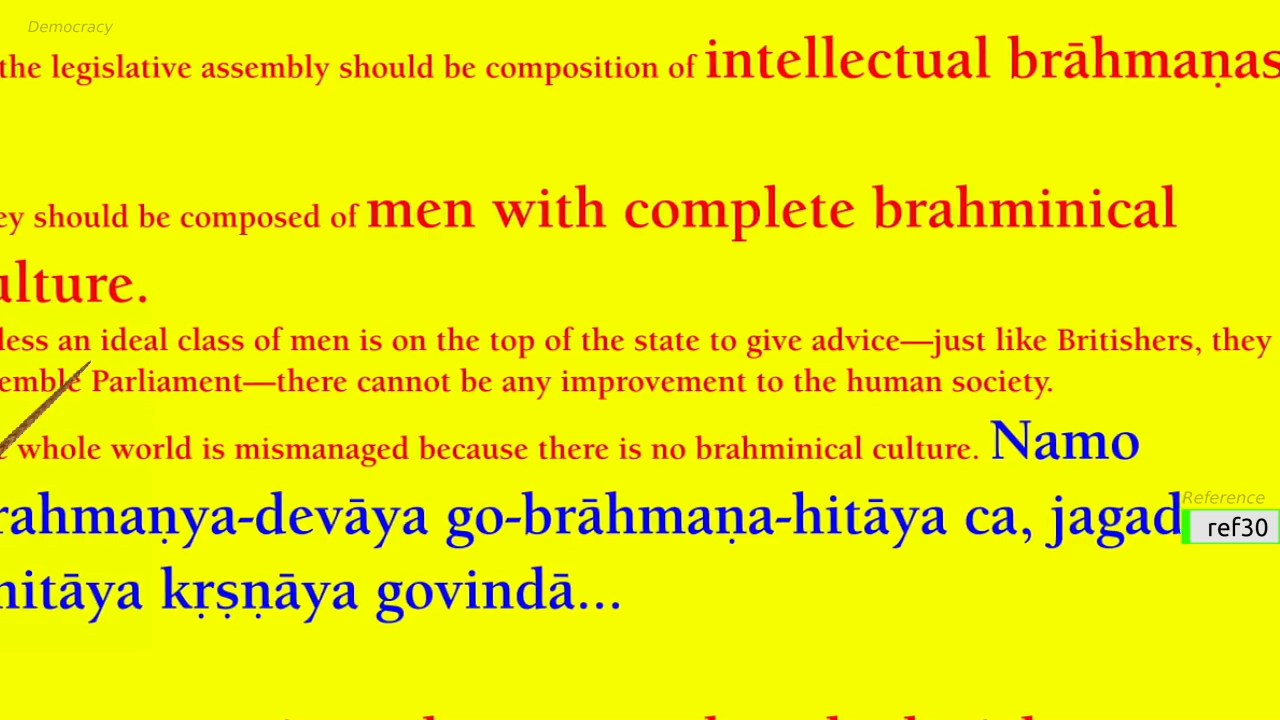 Democracy
the legislative assembly should be composition of intellectual brāhmaṇas
ey should be composed of men with complete brahminical
ulture.
less an ideal class of men is on the top of the state to give advice—just like Britishers, they
emble Parliament—there cannot be any improvement to the human society.
e whole world is mismanaged because there is no brahminical culture. Namo
rahmaṇya-devāya go-brāhmaṇa-hitāya ca, jagad
Reference
ref30
hitāya kṛṣṇāya govindā...